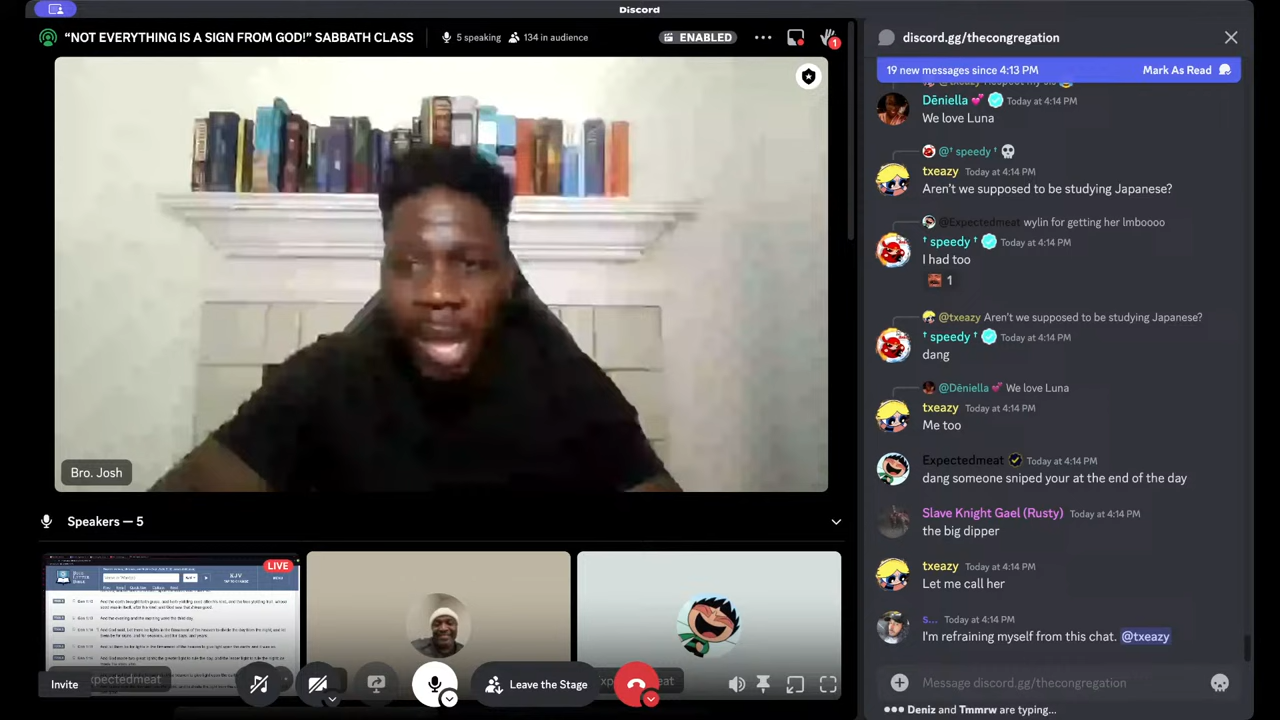 Discord
“NOT EVERYTHING IS A SIGN FROM GOD!” SABBATH CLASS
5 speaking
134 in audience
ENABLED
1
Bro. Josh
Speakers — 5
LIVE
KJV
Invite
Leave the Stage
discord.gg/thecongregation
19 new messages since 4:13 PM
Mark As Read
Dēniella 💕 Today at 4:14 PM
We love Luna
@† speedy † 💀
txeazy Today at 4:14 PM
Aren’t we supposed to be studying Japanese?
@Expectedmeat wylin for getting her lmboooo
† speedy † Today at 4:14 PM
I had too
1
@txeazy Aren’t we supposed to be studying Japanese?
† speedy † Today at 4:14 PM
dang
@Dēniella 💕 We love Luna
txeazy Today at 4:14 PM
Me too
Expectedmeat Today at 4:14 PM
dang someone sniped your at the end of the day
Slave Knight Gael (Rusty) Today at 4:14 PM
the big dipper
txeazy Today at 4:14 PM
Let me call her
s... Today at 4:14 PM
I'm refraining myself from this chat. @txeazy
Message discord.gg/thecongregation
Deniz and Tmmrw are typing...